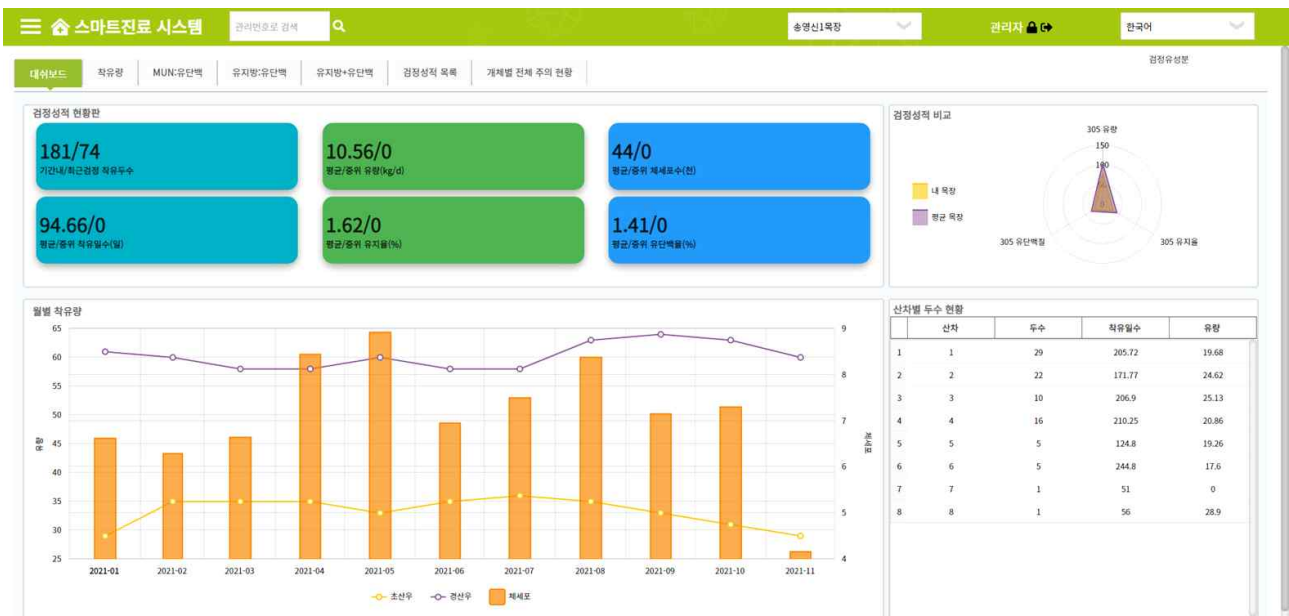 스마트진료 시스템
관리번호로 검색
송영신1목장
관리자
한국어
대쉬보드
착유량
MUN:유단백
유지방:유단백
유지방+유단백
검정성적 목록
개체별 전체 주의 현황
검정유성분
검정성적 현황판
181/74
기간내/최근검정 착유두수
10.56/0
평균/중위 유량(kg/d)
44/0
평균/중위 체세포수(천)
94.66/0
평균/중위 착유일수(일)
1.62/0
평균/중위 유지율(%)
1.41/0
평균/중위 유단백율(%)
검정성적 비교
305 유량
150
100
0
내 목장
평균 목장
305 유단백질
305 유지율
월별 착유량
65
60
55
50
45
40
35
30
25
유량
9
8
7
6
5
4
체세포
2021-01 2021-02 2021-03 2021-04 2021-05 2021-06 2021-07 2021-08 2021-09 2021-10 2021-11
초산우 경산우 체세포
산차별 두수 현황
산차 두수 착유일수 유량
1 1 29 205.72 19.68
2 2 22 171.77 24.62
3 3 10 206.9 25.13
4 4 16 210.25 20.86
5 5 5 124.8 19.26
6 6 5 244.8 17.6
7 7 1 51 0
8 8 1 56 28.9